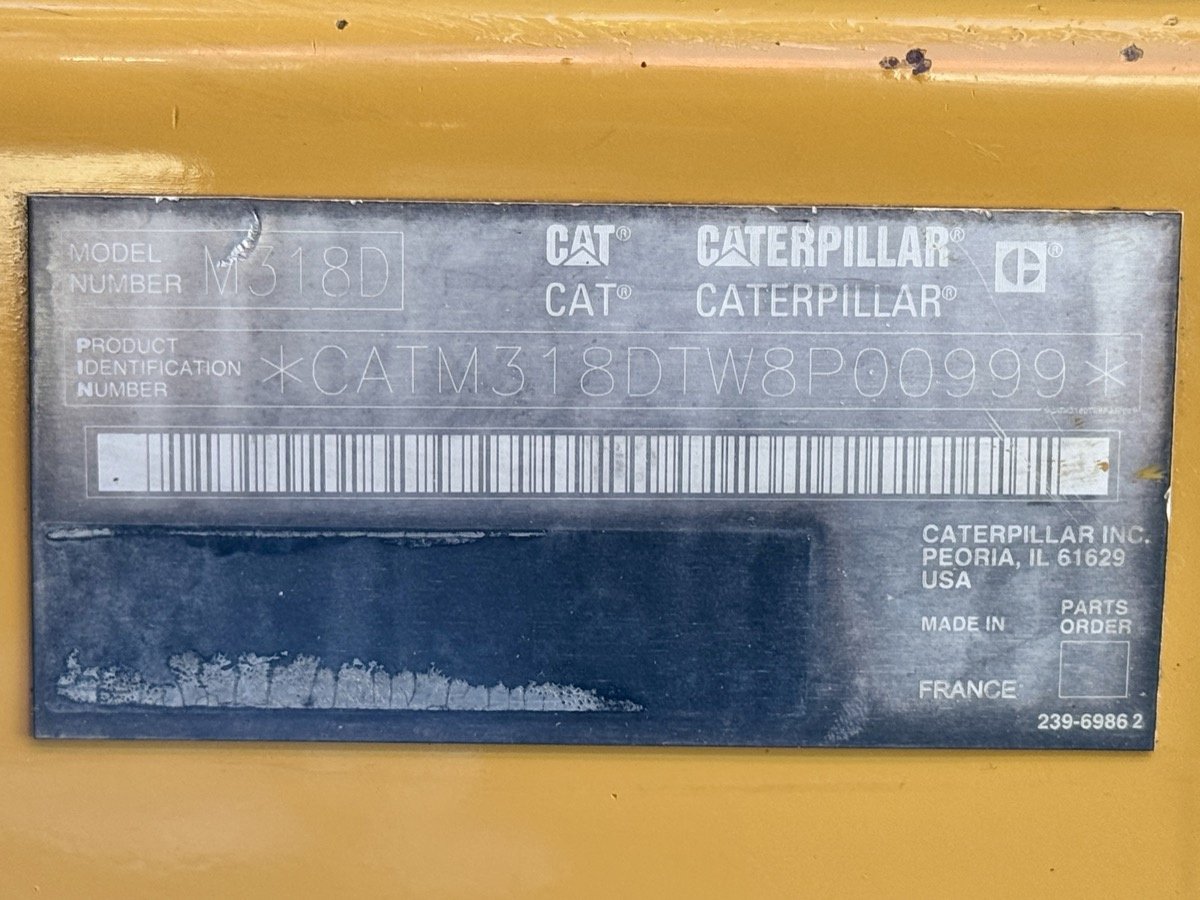 MODEL
NUMBER M318D
CAT® CATERPILLAR®
CAT® CATERPILLAR®
PRODUCT
IDENTIFICATION
NUMBER
*CATM318DTW8P00999*
CATERPILLAR INC.
PEORIA, IL 61629
USA
MADE IN
FRANCE
PARTS
ORDER
239-6986 2